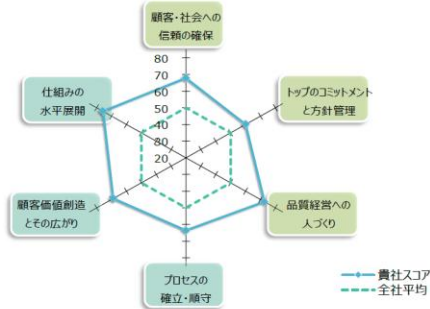 顧客・社会への
信頼の確保
80
70
60
50
40
30
20
仕組みの
水平展開
トップのコミットメント
と方針管理
顧客価値創造
とその広がり
品質経営への
人づくり
プロセスの
確立・順守
貴社スコア
全社平均